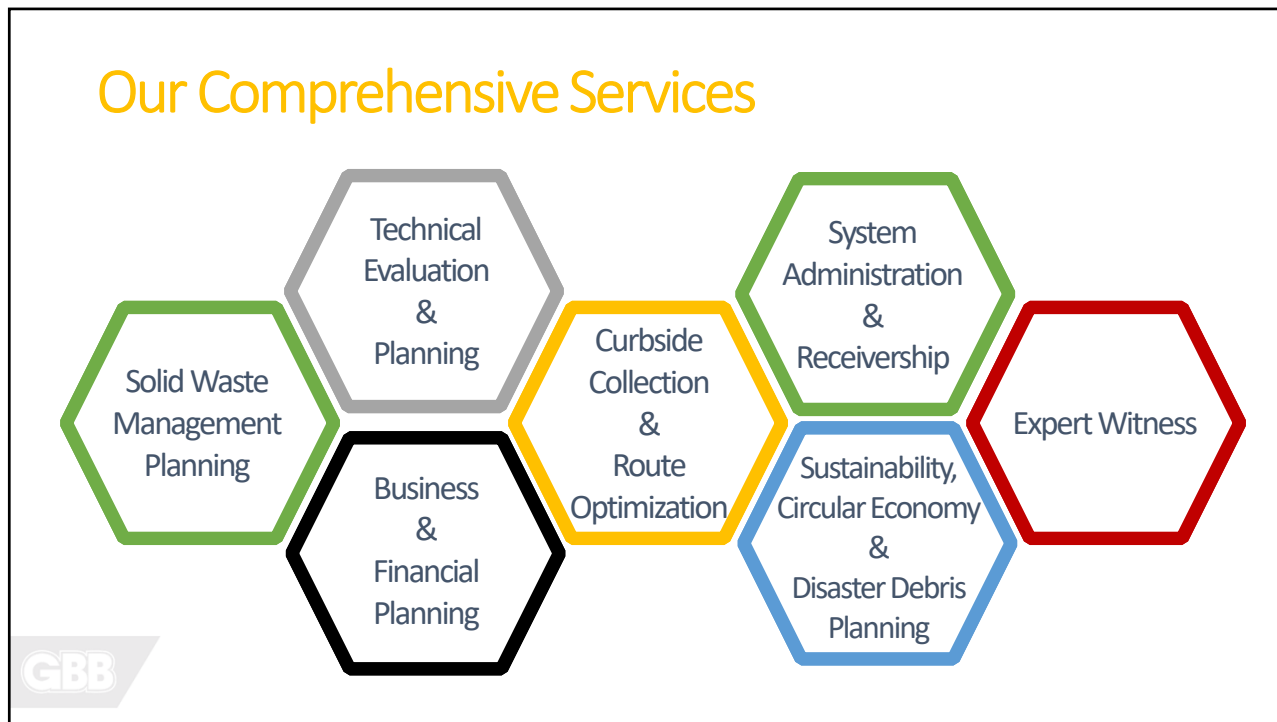 Our Comprehensive Services
Solid Waste
Management
Planning
Technical
Evaluation
&
Planning
Business
&
Financial
Planning
Curbside
Collection
&
Route
Optimization
System
Administration
&
Receivership
Sustainability,
Circular Economy
&
Disaster Debris
Planning
Expert Witness
GBB